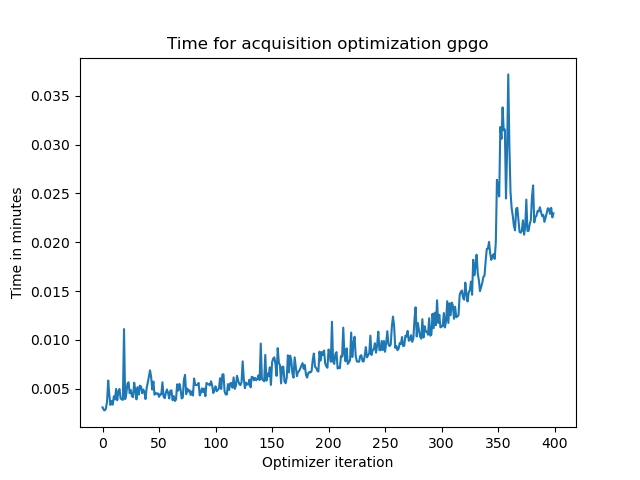 Time for acquisition optimization gpgo
0.035
0.030
0.025
0.020
0.015
0.010
0.005
Time in minutes
0 50 100 150 200 250 300 350 400
Optimizer iteration